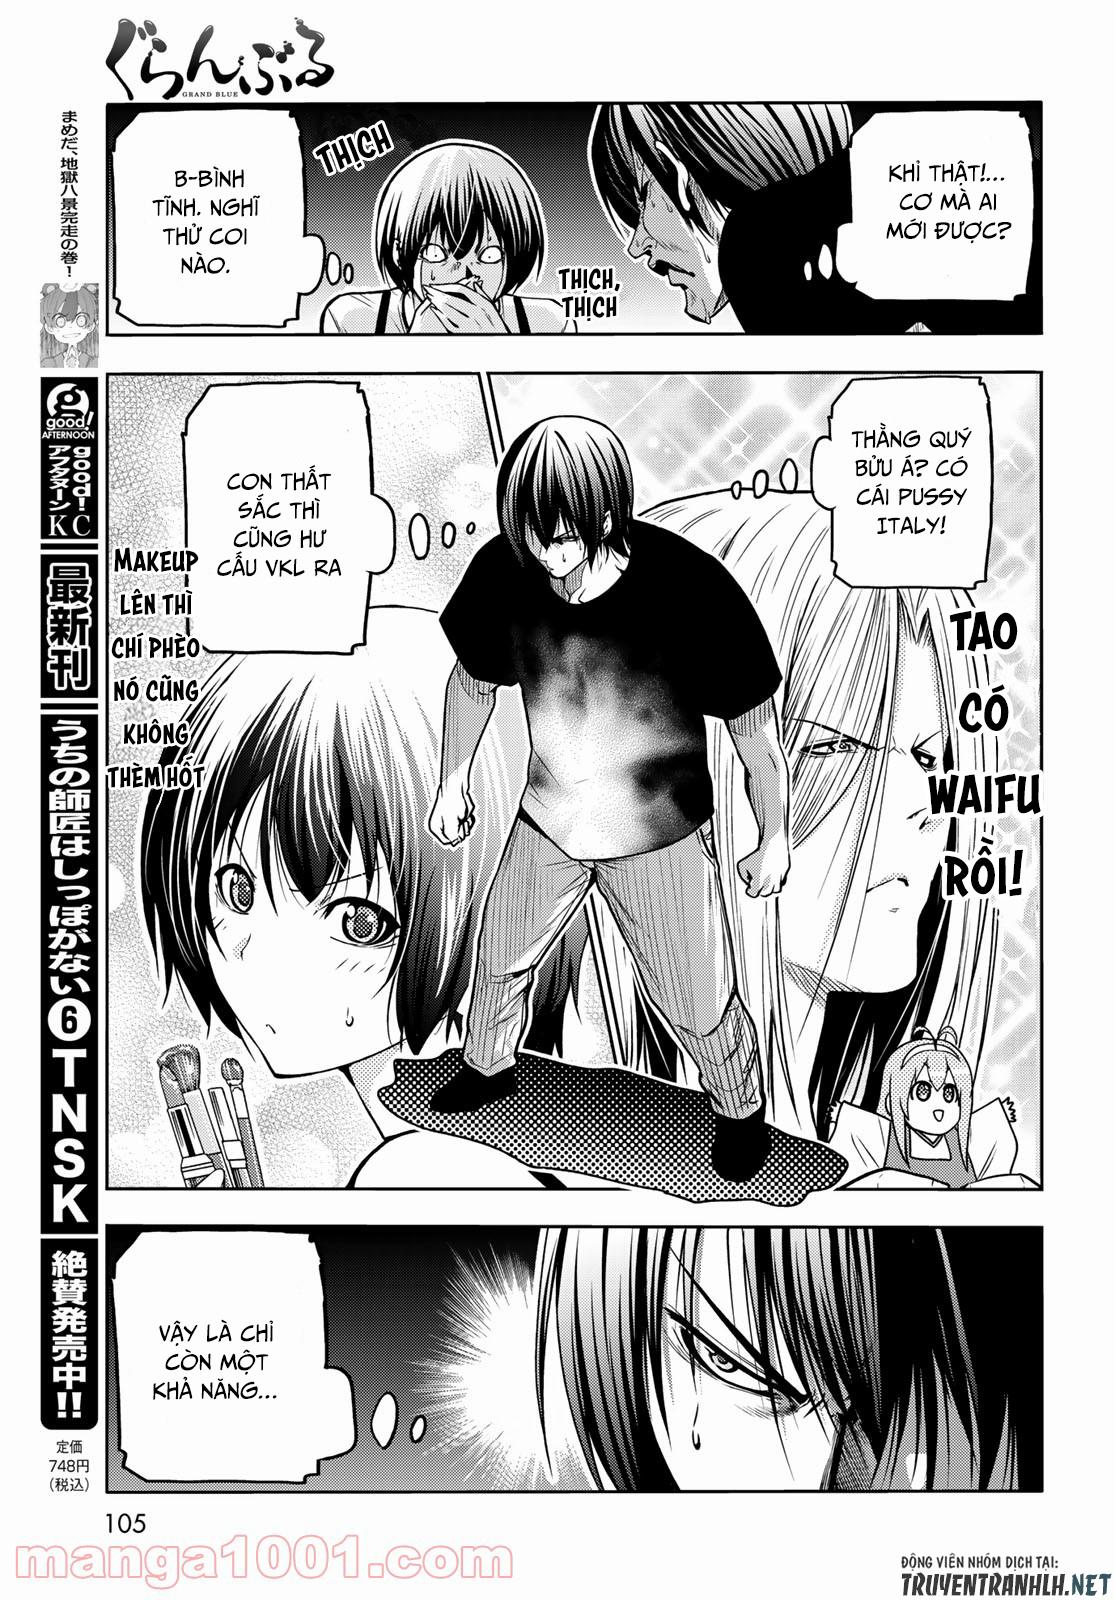 ぐらんぶる
GRAND BLUE
まめだ、地獄八景完走の巻！
good!
AFTERNOON
good!
アフタヌーン
KC
最新刊
うちの師匠はしっぽがない6 TNSK
絶賛発売中!!
定価
748円
(税込)
KHỈ THẬT!...
CƠ MÀ AI
MỚI ĐƯỢC?
THỊCH
B-BÌNH
TĨNH. NGHĨ
THỬ COI
NÀO.
THỊCH,
THỊCH
THẰNG QUÝ
BỬU Á? CÓ
CÁI PUSSY
ITALY!
TAO
CÓ
WAIFU
RỒI!
CON THẤT
SẮC THÌ
CŨNG HƯ
CẤU VKL RA
MAKEUP
LÊN THÌ
CHÍ PHÈO
NÓ CŨNG
KHÔNG
THÈM HỐT
VẬY LÀ CHỈ
CÒN MỘT
KHẢ NĂNG...
105
manga1001.com
ĐỘNG VIÊN NHÓM DỊCH TẠI:
TRUYENTRANHLH.NET